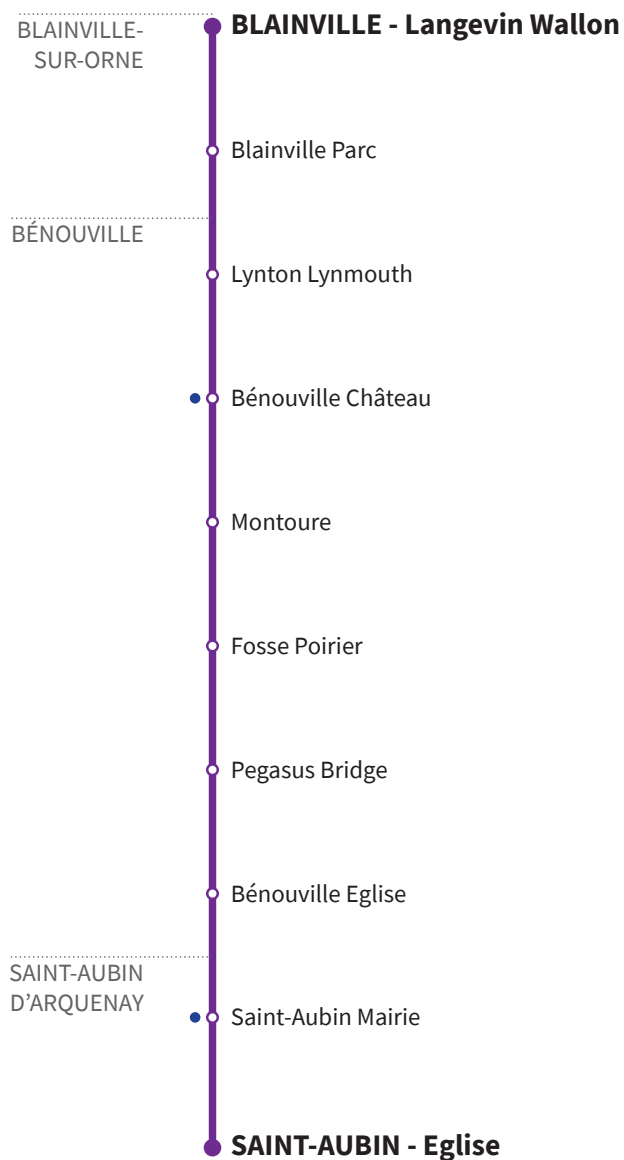 BLAINVILLE-
SUR-ORNE
BLAINVILLE - Langevin Wallon
Blainville Parc
BÉNOUVILLE
Lynton Lynmouth
Bénouville Château
Montoure
Fosse Poirier
Pegasus Bridge
Bénouville Eglise
SAINT-AUBIN
D’ARQUENAY
Saint-Aubin Mairie
SAINT-AUBIN - Eglise